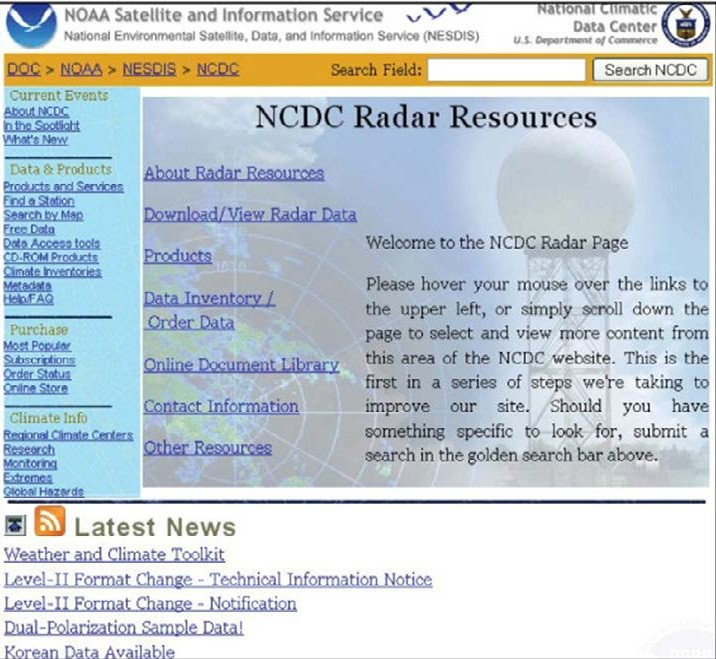 NOAA Satellite and Information Service
National Environmental Satellite, Data, and Information Service (NESDIS)
National Climatic
Data Center
U.S. Department of Commerce
DOC > NOAA > NESDIS > NCDC
Search Field:
Search NCDC
Current Events
About NCDC
In the Spotlight
What's New
Data & Products
Products and Services
Find a Station
Search by Map
Free Data
Data Access tools
CD-ROM Products
Climate Inventories
Metadata
Help/FAQ
Purchase
Most Popular
Subscriptions
Order Status
Online Store
Climate Info
Regional Climate Centers
Research
Monitoring
Extremes
Global Hazards
NCDC Radar Resources
About Radar Resources
Download/View Radar Data
Products
Data Inventory /
Order Data
Online Document Library
Contact Information
Other Resources
Welcome to the NCDC Radar Page
Please hover your mouse over the links to
the upper left, or simply scroll down the
page to select and view more content from
this area of the NCDC website. This is the
first in a series of steps we're taking to
improve our site. Should you have
something specific to look for, submit a
search in the golden search bar above.
Latest News
Weather and Climate Toolkit
Level-II Format Change - Technical Information Notice
Level-II Format Change - Notification
Dual-Polarization Sample Data!
Korean Data Available